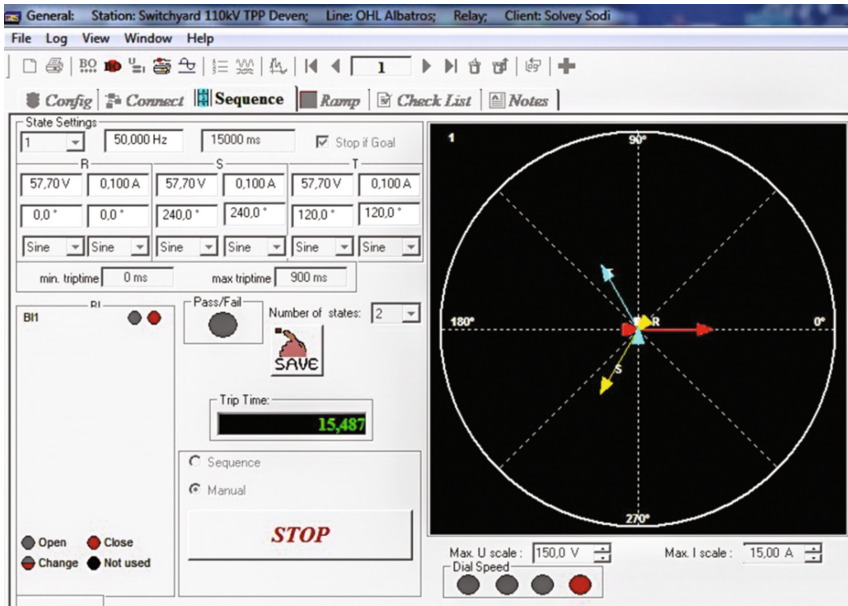 General: Station: Switchyard 110kV TPP Deven; Line: OHL Albatros; Relay; Client: Solvey Sodi
File Log View Window Help
BO
1
Config Connect Sequence Ramp Check List Notes
State Settings
1 50,000 Hz 15000 ms Stop if Goal
R S T
57,70 V 0,100 A 57,70 V 0,100 A 57,70 V 0,100 A
0,0 ° 0,0 ° 240,0 ° 240,0 ° 120,0 ° 120,0 °
Sine Sine Sine Sine Sine Sine
min. triptime 0 ms max triptime 900 ms
BI
BI1
Pass/Fail
Number of states: 2
SAVE
Trip Time:
15,487
Sequence
Manual
STOP
Open Close
Change Not used
1
90°
180°
0°
270°
R
S
Max. U scale : 150,0 V Max. I scale : 15,00 A
Dial Speed